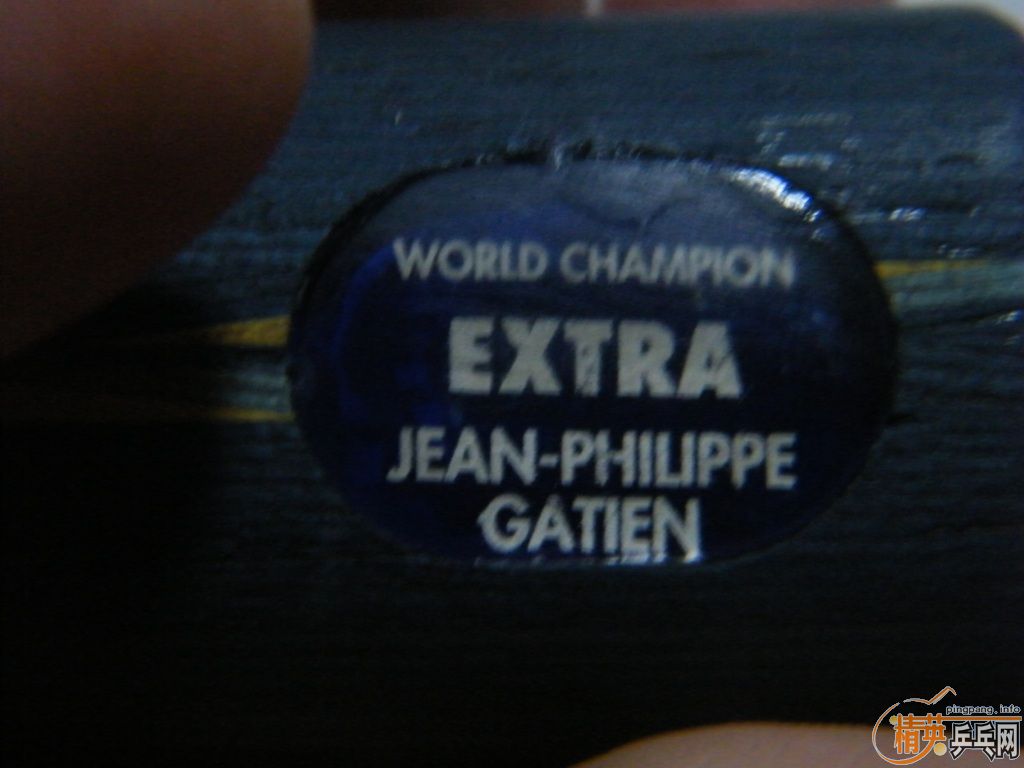 WORLD CHAMPION
EXTRA
JEAN-PHILIPPE
GATIEN
pingpang.info
精英乒乓网